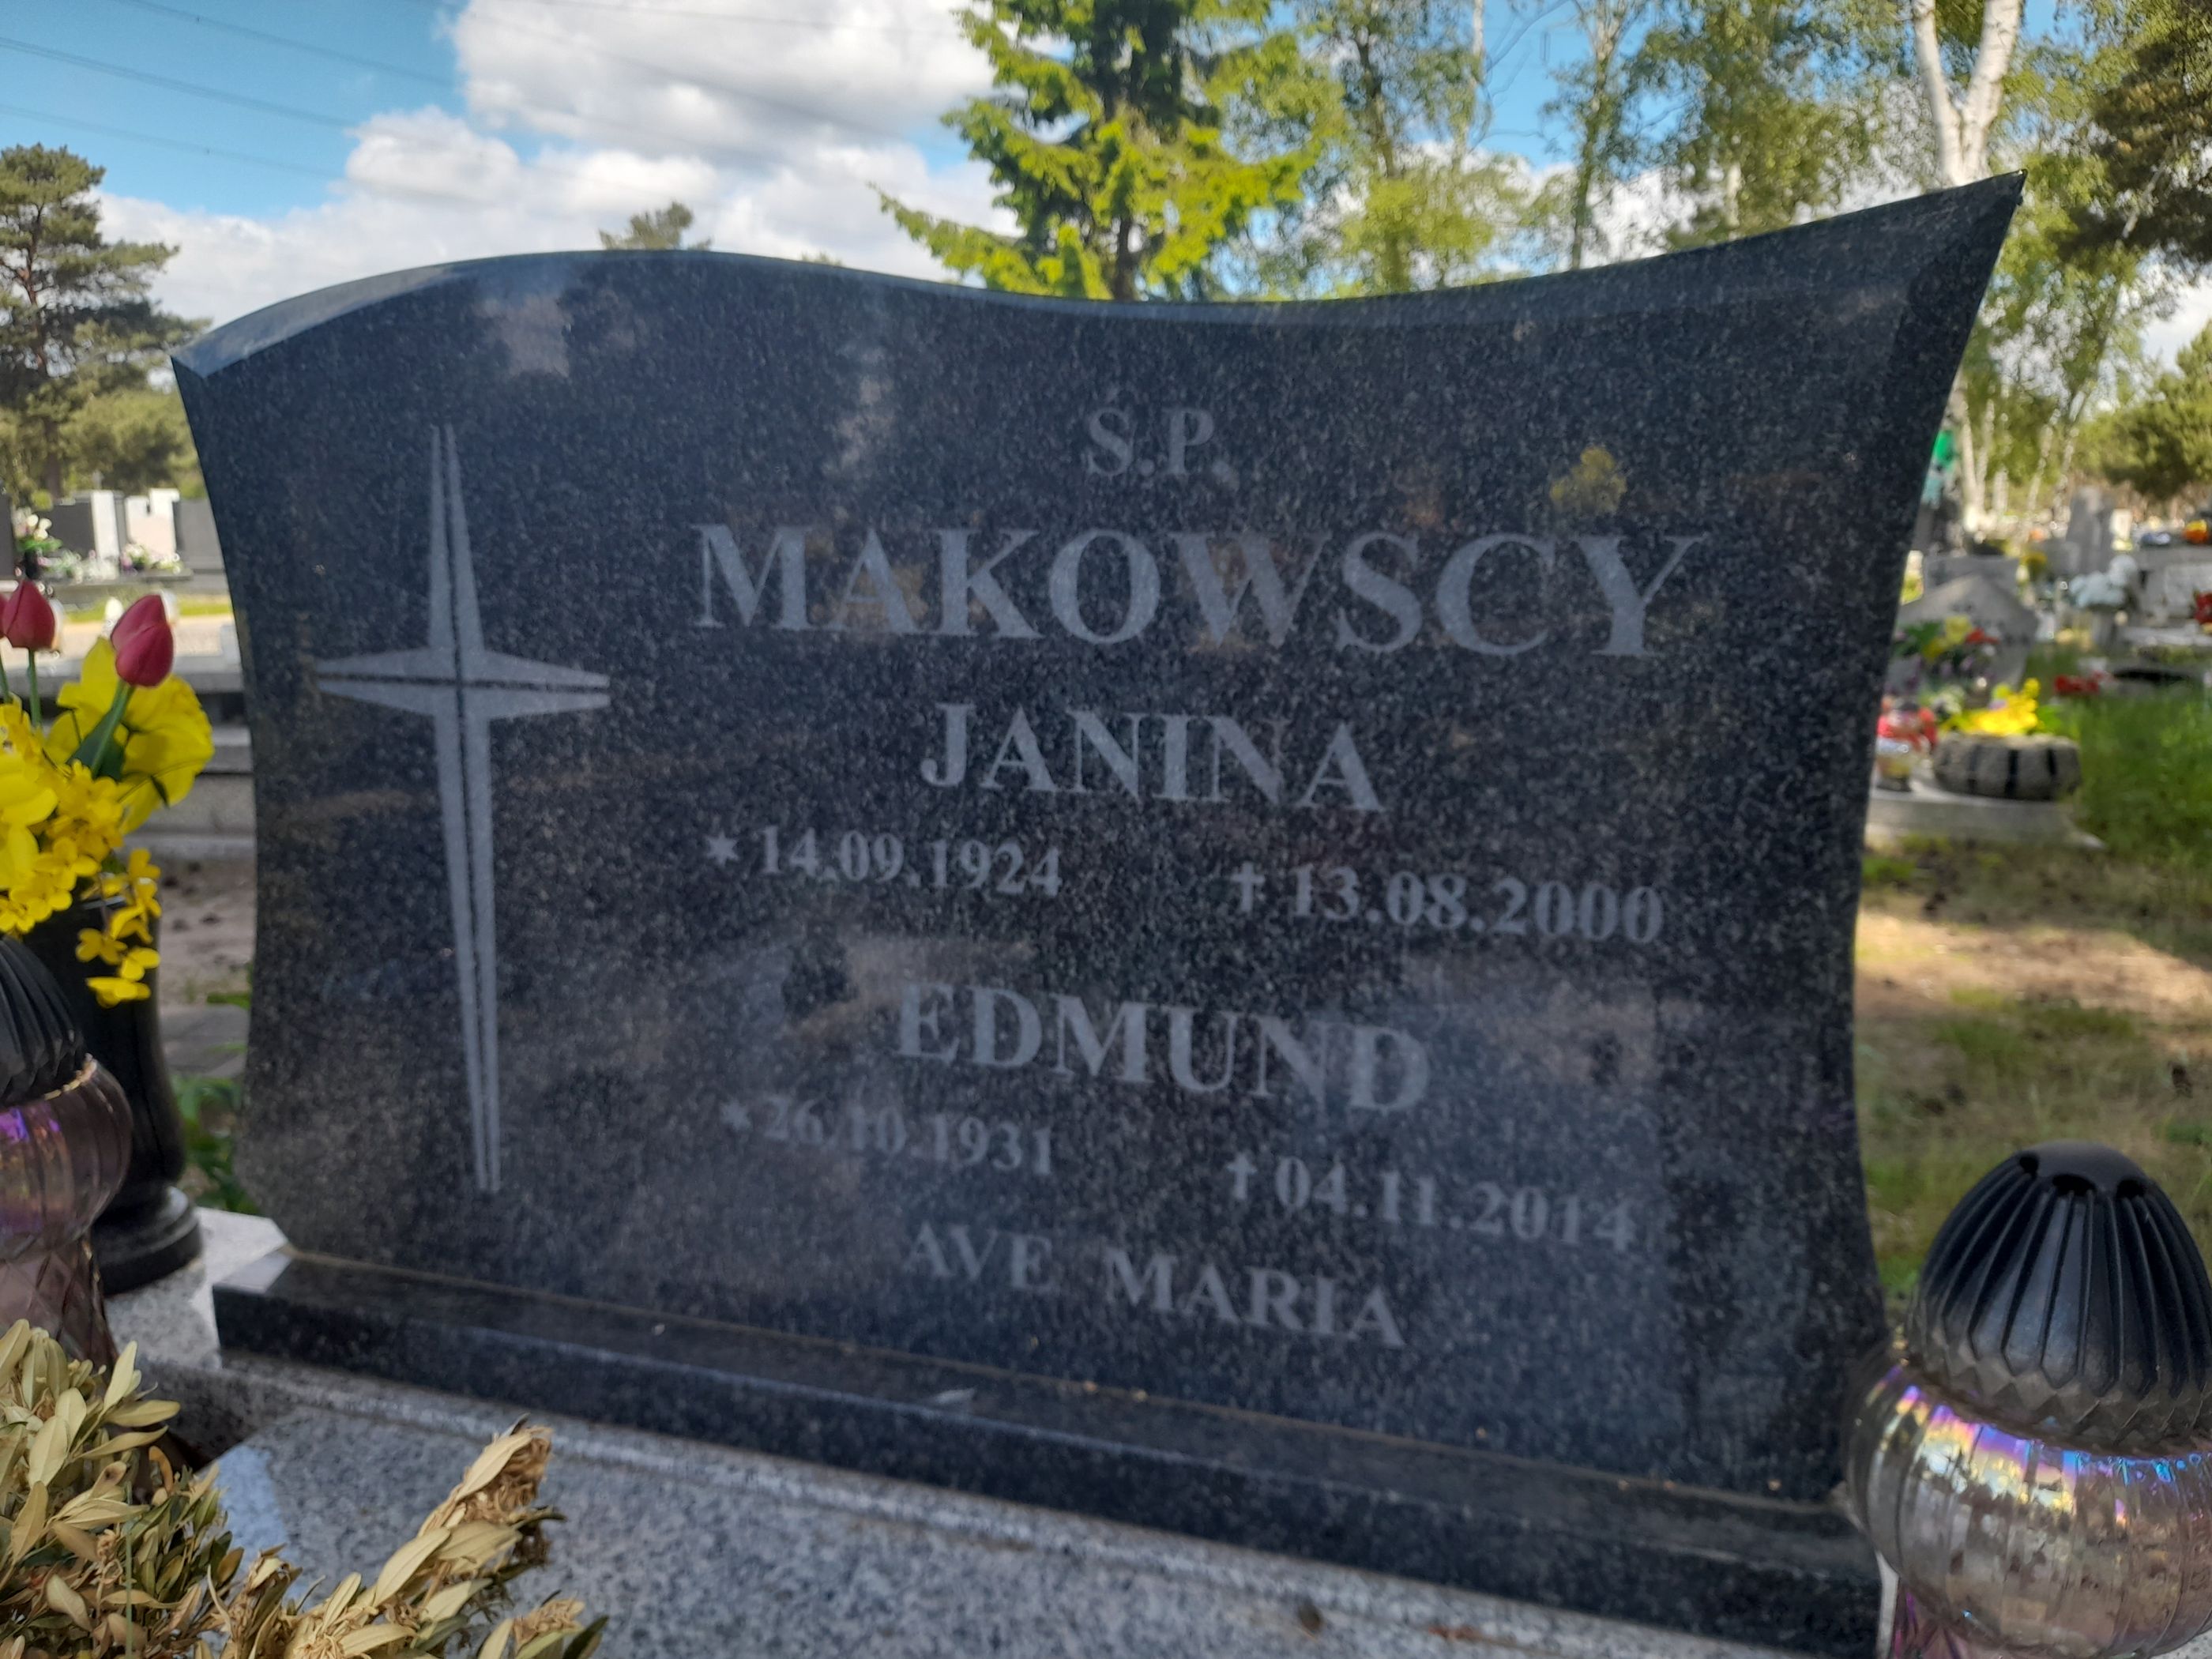 Ś.P.
MAKOWSCY
JANINA
* 14.09.1924 † 13.08.2000
EDMUND
* 26.10.1931 † 04.11.2014
AVE MARIA